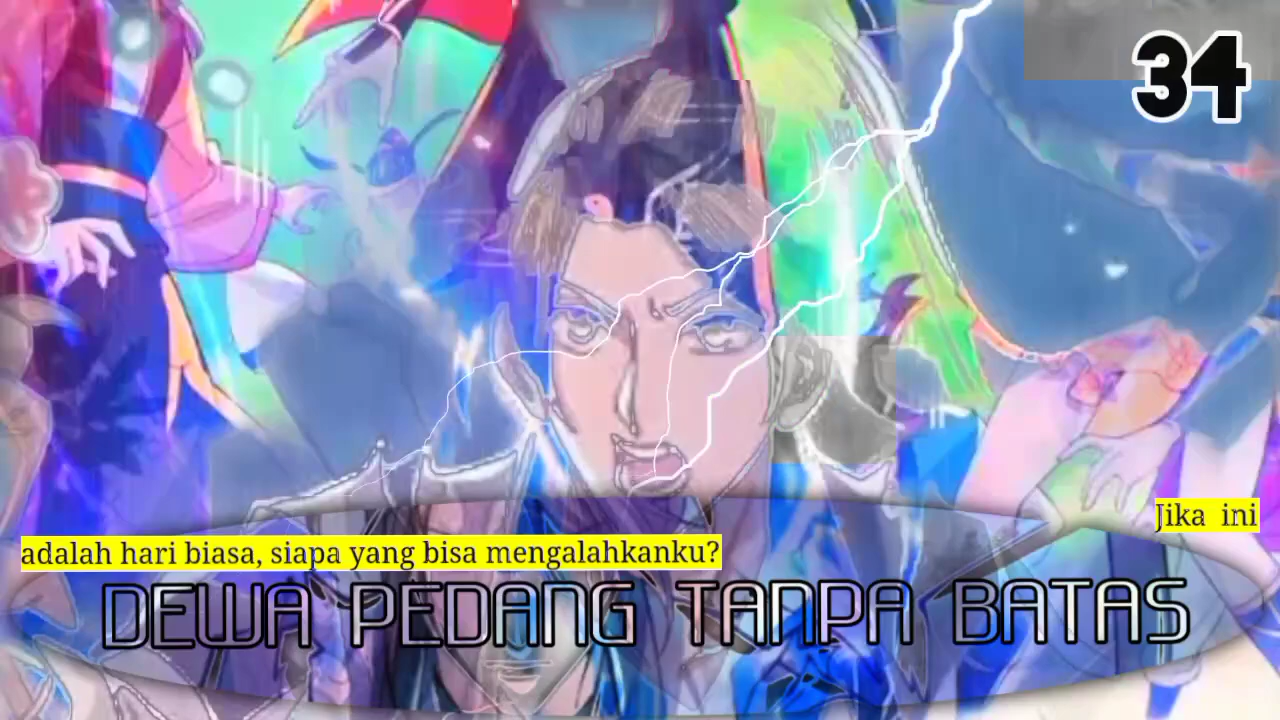 34
Jika ini
adalah hari biasa, siapa yang bisa mengalahkanku?
DEWA PEDANG TANPA BATAS